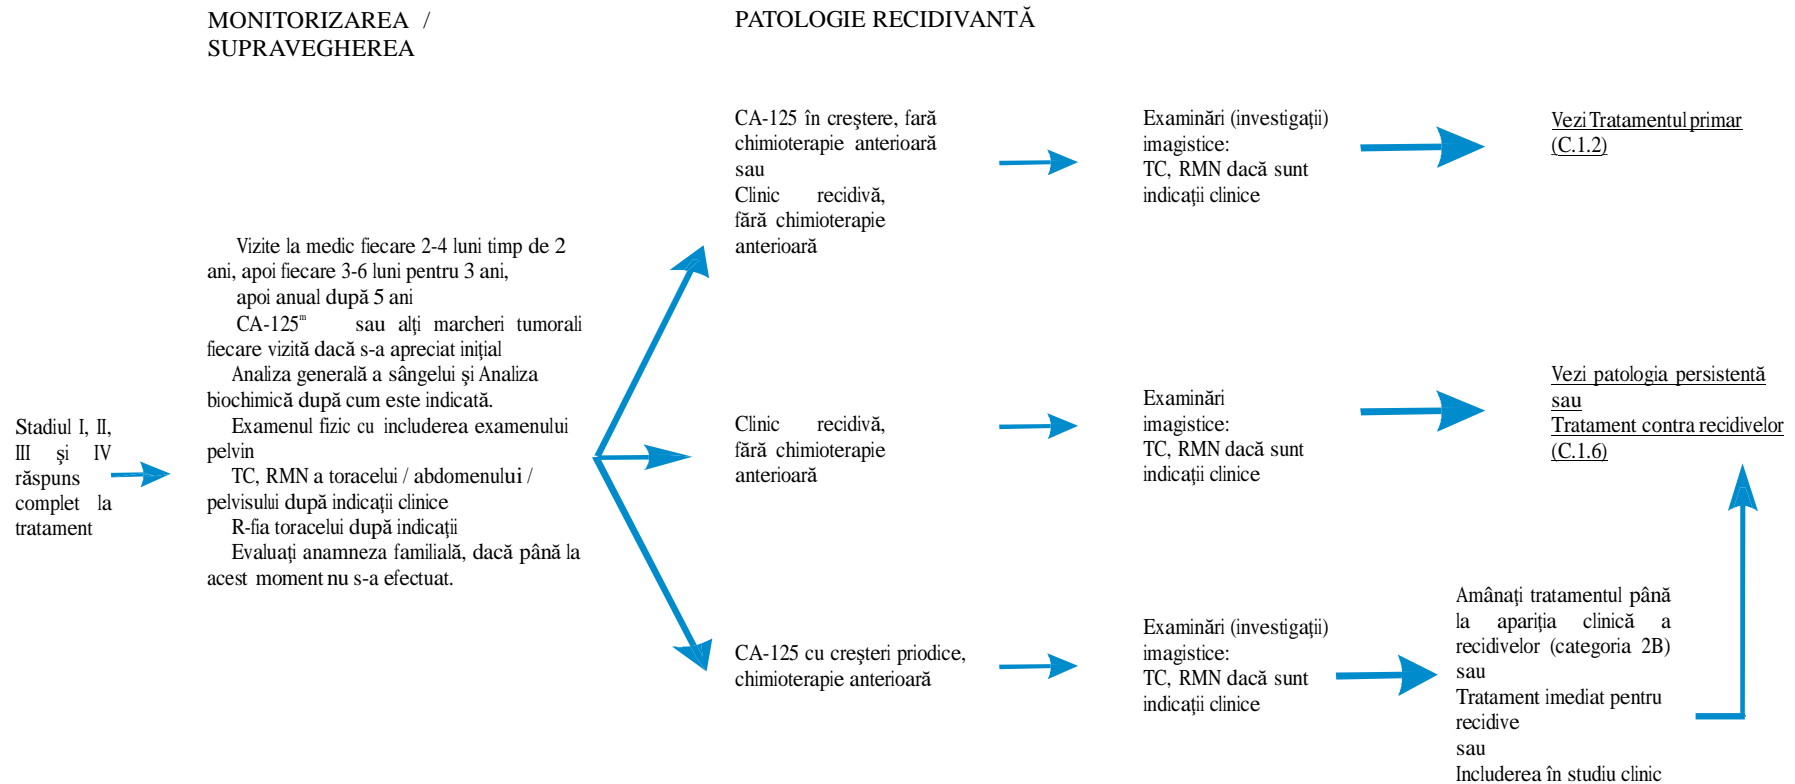 MONITORIZAREA /
SUPRAVEGHEREA
PATOLOGIE RECIDIVANTĂ
Stadiul I, II,
III şi IV
răspuns
complet la
tratament
Vizite la medic fiecare 2-4 luni timp de 2
ani, apoi fiecare 3-6 luni pentru 3 ani,
apoi anual după 5 ani
CA-125ᵐ sau alţi marcheri tumorali
fiecare vizită dacă s-a apreciat iniţial
Analiza generală a sângelui şi Analiza
biochimică după cum este indicată.
Examenul fizic cu includerea examenului
pelvin
TC, RMN a toracelui / abdomenului /
pelvisului după indicaţii clinice
R-fia toracelui după indicaţii
Evaluaţi anamneza familială, dacă până la
acest moment nu s-a efectuat.
CA-125 în creştere, fară
chimioterapie anterioară
sau
Clinic recidivă,
fără chimioterapie
anterioară
Examinări (investigaţii)
imagistice:
TC, RMN dacă sunt
indicaţii clinice
Vezi Tratamentul primar
(C.1.2)
Clinic recidivă,
fără chimioterapie
anterioară
Examinări
imagistice:
TC, RMN dacă sunt
indicaţii clinice
Vezi patologia persistentă
sau
Tratament contra recidivelor
(C.1.6)
CA-125 cu creşteri priodice,
chimioterapie anterioară
Examinări (investigaţii)
imagistice:
TC, RMN dacă sunt
indicaţii clinice
Amânaţi tratamentul până
la apariţia clinică a
recidivelor (categoria 2B)
sau
Tratament imediat pentru
recidive
sau
Includerea în studiu clinic